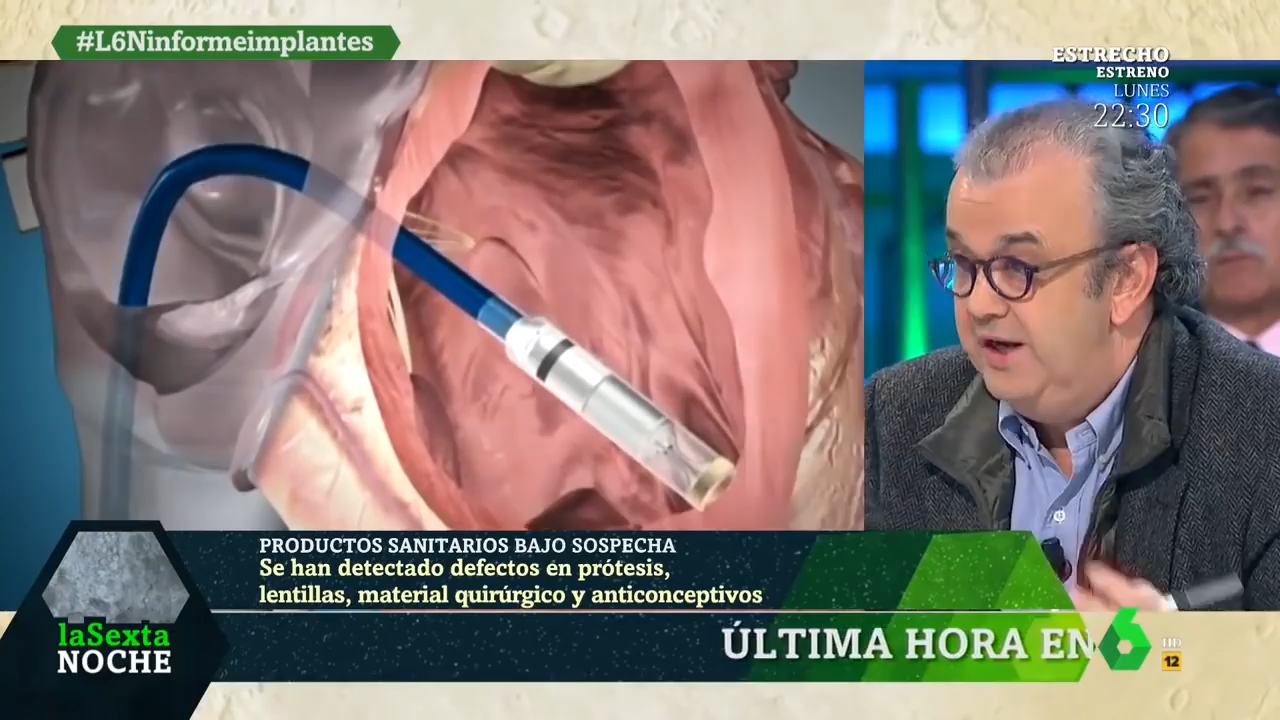 #L6Ninformeimplantes
ESTRECHO
ESTRENO
LUNES
22:30
PRODUCTOS SANITARIOS BAJO SOSPECHA
Se han detectado defectos en prótesis,
lentillas, material quirúrgico y anticonceptivos
laSexta
NOCHE
ÚLTIMA HORA EN
6
HD
12